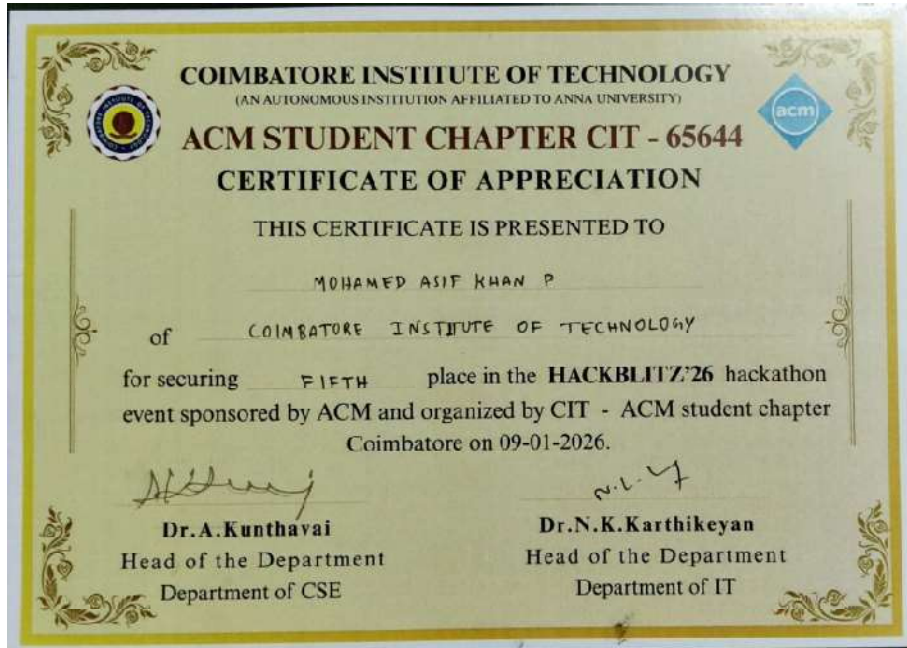 COIMBATORE INSTITUTE OF TECHNOLOGY
(AN AUTONOMOUS INSTITUTION AFFILIATED TO ANNA UNIVERSITY)
acm
ACM STUDENT CHAPTER CIT - 65644
CERTIFICATE OF APPRECIATION
THIS CERTIFICATE IS PRESENTED TO
MOHAMED ASIF KHAN P
of COIMBATORE INSTITUTE OF TECHNOLOGY
for securing FIFTH place in the HACKBLITZ'26 hackathon
event sponsored by ACM and organized by CIT - ACM student chapter
Coimbatore on 09-01-2026.
Dr.A.Kunthavai
Head of the Department
Department of CSE
Dr.N.K.Karthikeyan
Head of the Department
Department of IT